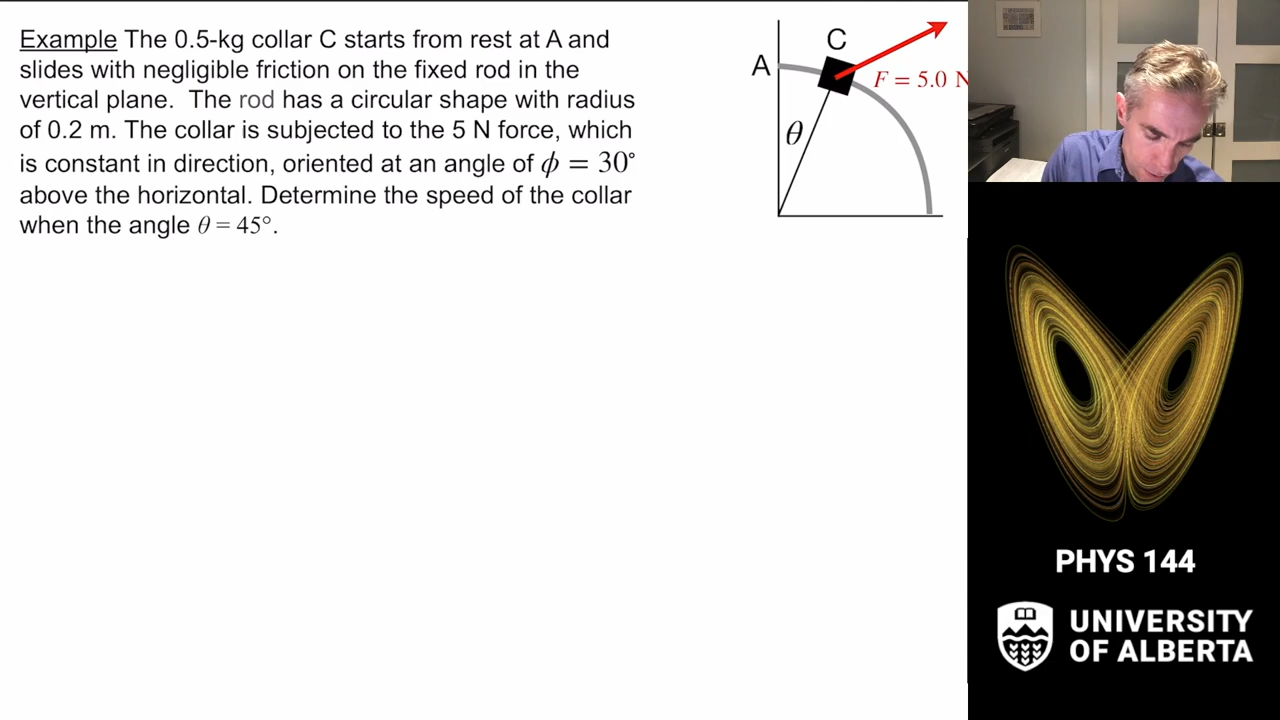 Example The 0.5-kg collar C starts from rest at A and
slides with negligible friction on the fixed rod in the
vertical plane. The rod has a circular shape with radius
of 0.2 m. The collar is subjected to the 5 N force, which
is constant in direction, oriented at an angle of ϕ = 30°
above the horizontal. Determine the speed of the collar
when the angle θ = 45°.
C
A
F = 5.0 N
θ
PHYS 144
UNIVERSITY
OF ALBERTA